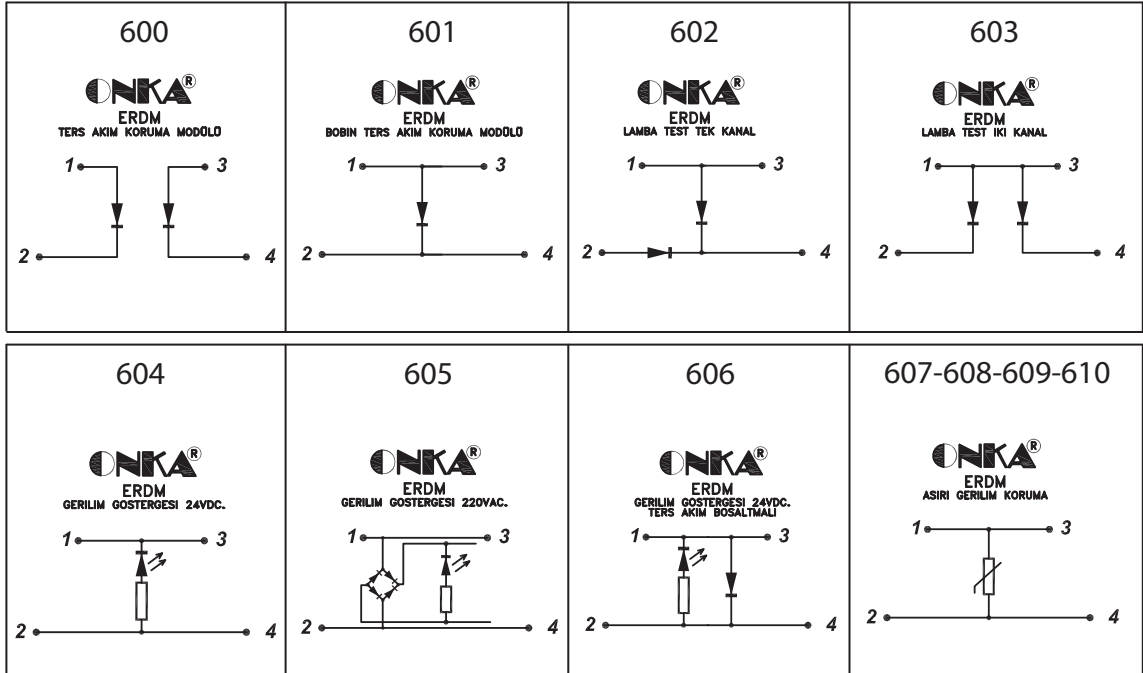 600
ONKA®
ERDM
TERS AKIM KORUMA MODÜLÜ
1 3
2 4
601
ONKA®
ERDM
BOBIN TERS AKIM KORUMA MODÜLÜ
1 3
2 4
602
ONKA®
ERDM
LAMBA TEST TEK KANAL
1 3
2 4
603
ONKA®
ERDM
LAMBA TEST IKI KANAL
1 3
2 4
604
ONKA®
ERDM
GERILIM GOSTERGESI 24VDC.
1 3
2 4
605
ONKA®
ERDM
GERILIM GOSTERGESI 220VAC.
1 3
2 4
606
ONKA®
ERDM
GERILIM GOSTERGESI 24VDC.
TERS AKIM BOSALTMALI
1 3
2 4
607-608-609-610
ONKA®
ERDM
ASIRI GERILIM KORUMA
1 3
2 4